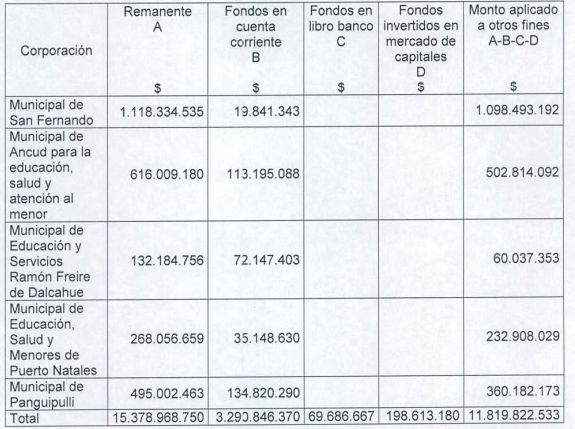 Corporación
Remanente
A
$
Fondos en
cuenta
corriente
B
$
Fondos en
libro banco
C
$
Fondos
invertidos en
mercado de
capitales
D
$
Monto aplicado
a otros fines
A-B-C-D
$
Municipal de
San Fernando
1.118.334.535
19.841.343
1.098.493.192
Municipal de
Ancud para la
educación,
salud y
atención al
menor
616.009.180
113.195.088
502.814.092
Municipal de
Educación y
Servicios
Ramón Freire
de Dalcahue
132.184.756
72.147.403
60.037.353
Municipal de
Educación,
Salud y
Menores de
Puerto Natales
268.056.659
35.148.630
232.908.029
Municipal de
Panguipulli
495.002.463
134.820.290
360.182.173
Total
15.378.968.750
3.290.846.370
69.686.667
198.613.180
11.819.822.533